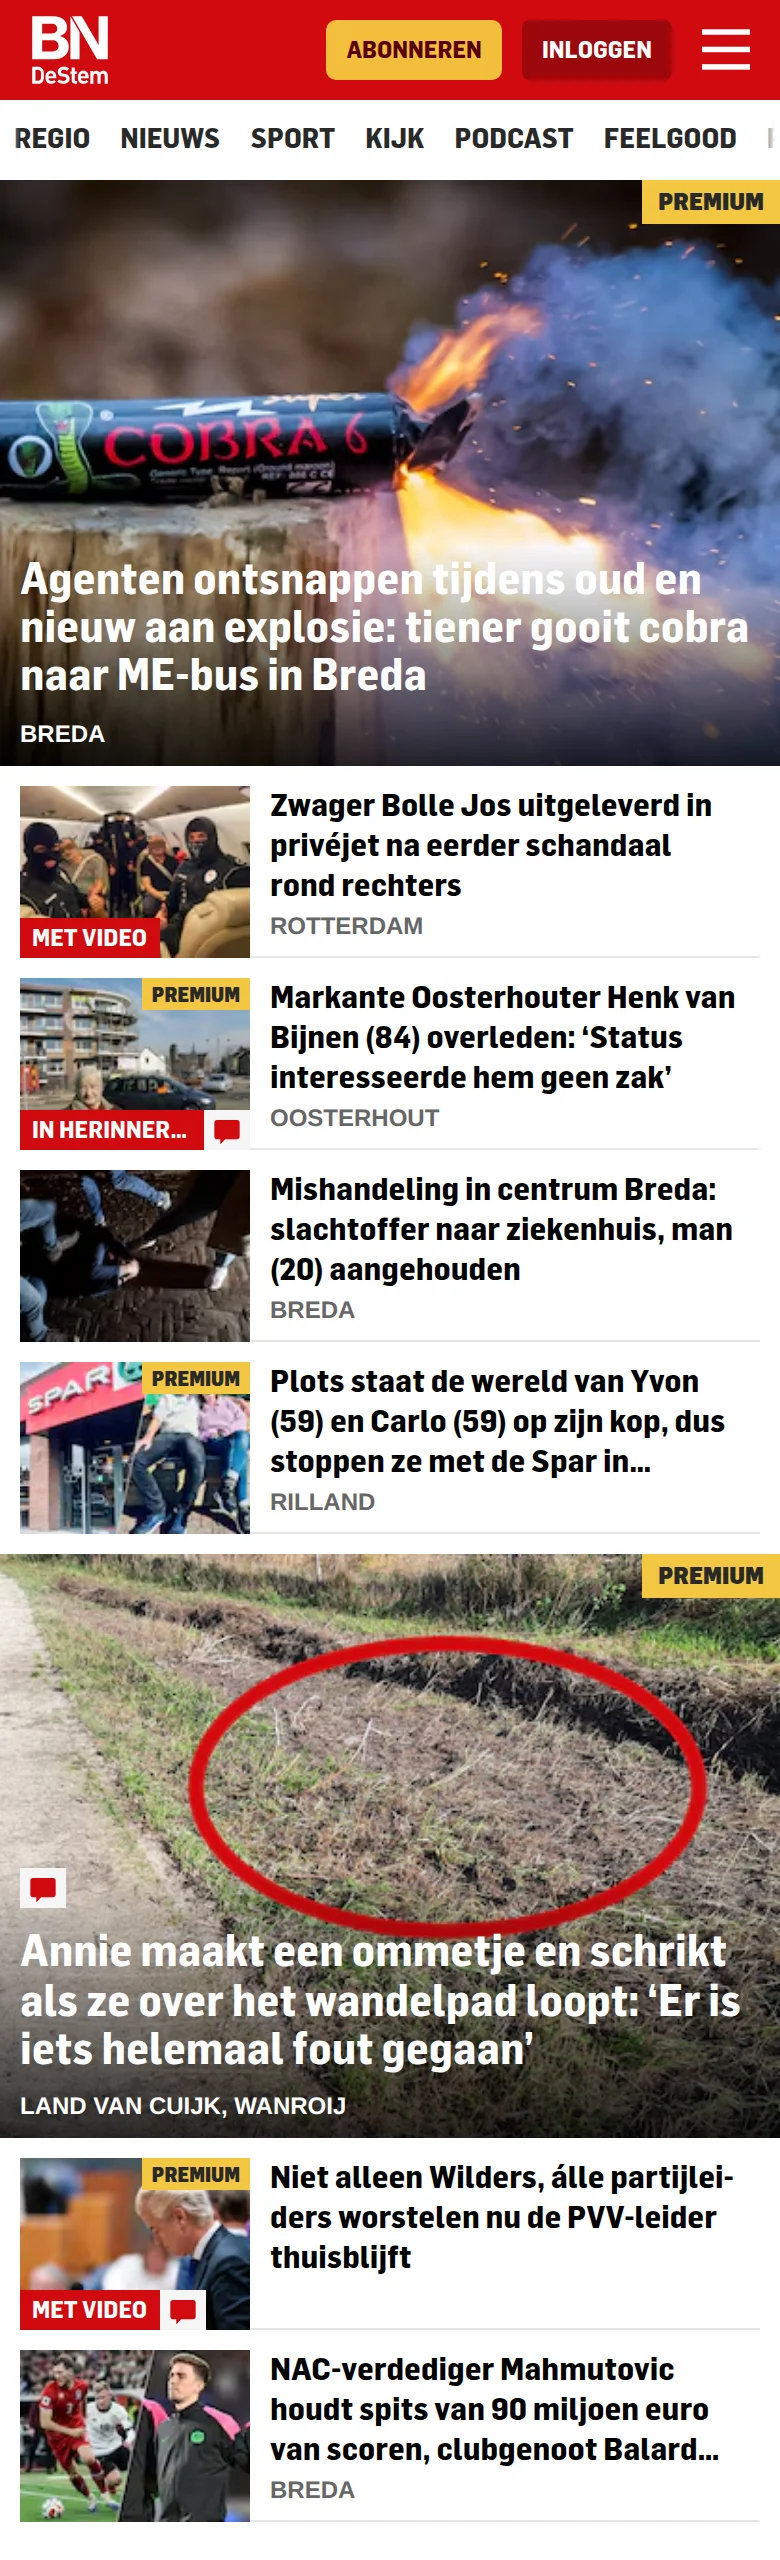 BN
DeStem
ABONNEREN
INLOGGEN
REGIO NIEUWS SPORT KIJK PODCAST FEELGOOD
PREMIUM
super
COBRA 6
Agenten ontsnappen tijdens oud en
nieuw aan explosie: tiener gooit cobra
naar ME-bus in Breda
BREDA
MET VIDEO
Zwager Bolle Jos uitgeleverd in
privéjet na eerder schandaal
rond rechters
ROTTERDAM
PREMIUM
IN HERINNER...
Markante Oosterhouter Henk van
Bijnen (84) overleden: ‘Status
interesseerde hem geen zak’
OOSTERHOUT
Mishandeling in centrum Breda:
slachtoffer naar ziekenhuis, man
(20) aangehouden
BREDA
SPAR
PREMIUM
Plots staat de wereld van Yvon
(59) en Carlo (59) op zijn kop, dus
stoppen ze met de Spar in...
RILLAND
PREMIUM
Annie maakt een ommetje en schrikt
als ze over het wandelpad loopt: ‘Er is
iets helemaal fout gegaan’
LAND VAN CUIJK, WANROIJ
PREMIUM
MET VIDEO
Niet alleen Wilders, álle partijlei-
ders worstelen nu de PVV-leider
thuisblijft
NAC-verdediger Mahmutovic
houdt spits van 90 miljoen euro
van scoren, clubgenoot Balard...
BREDA